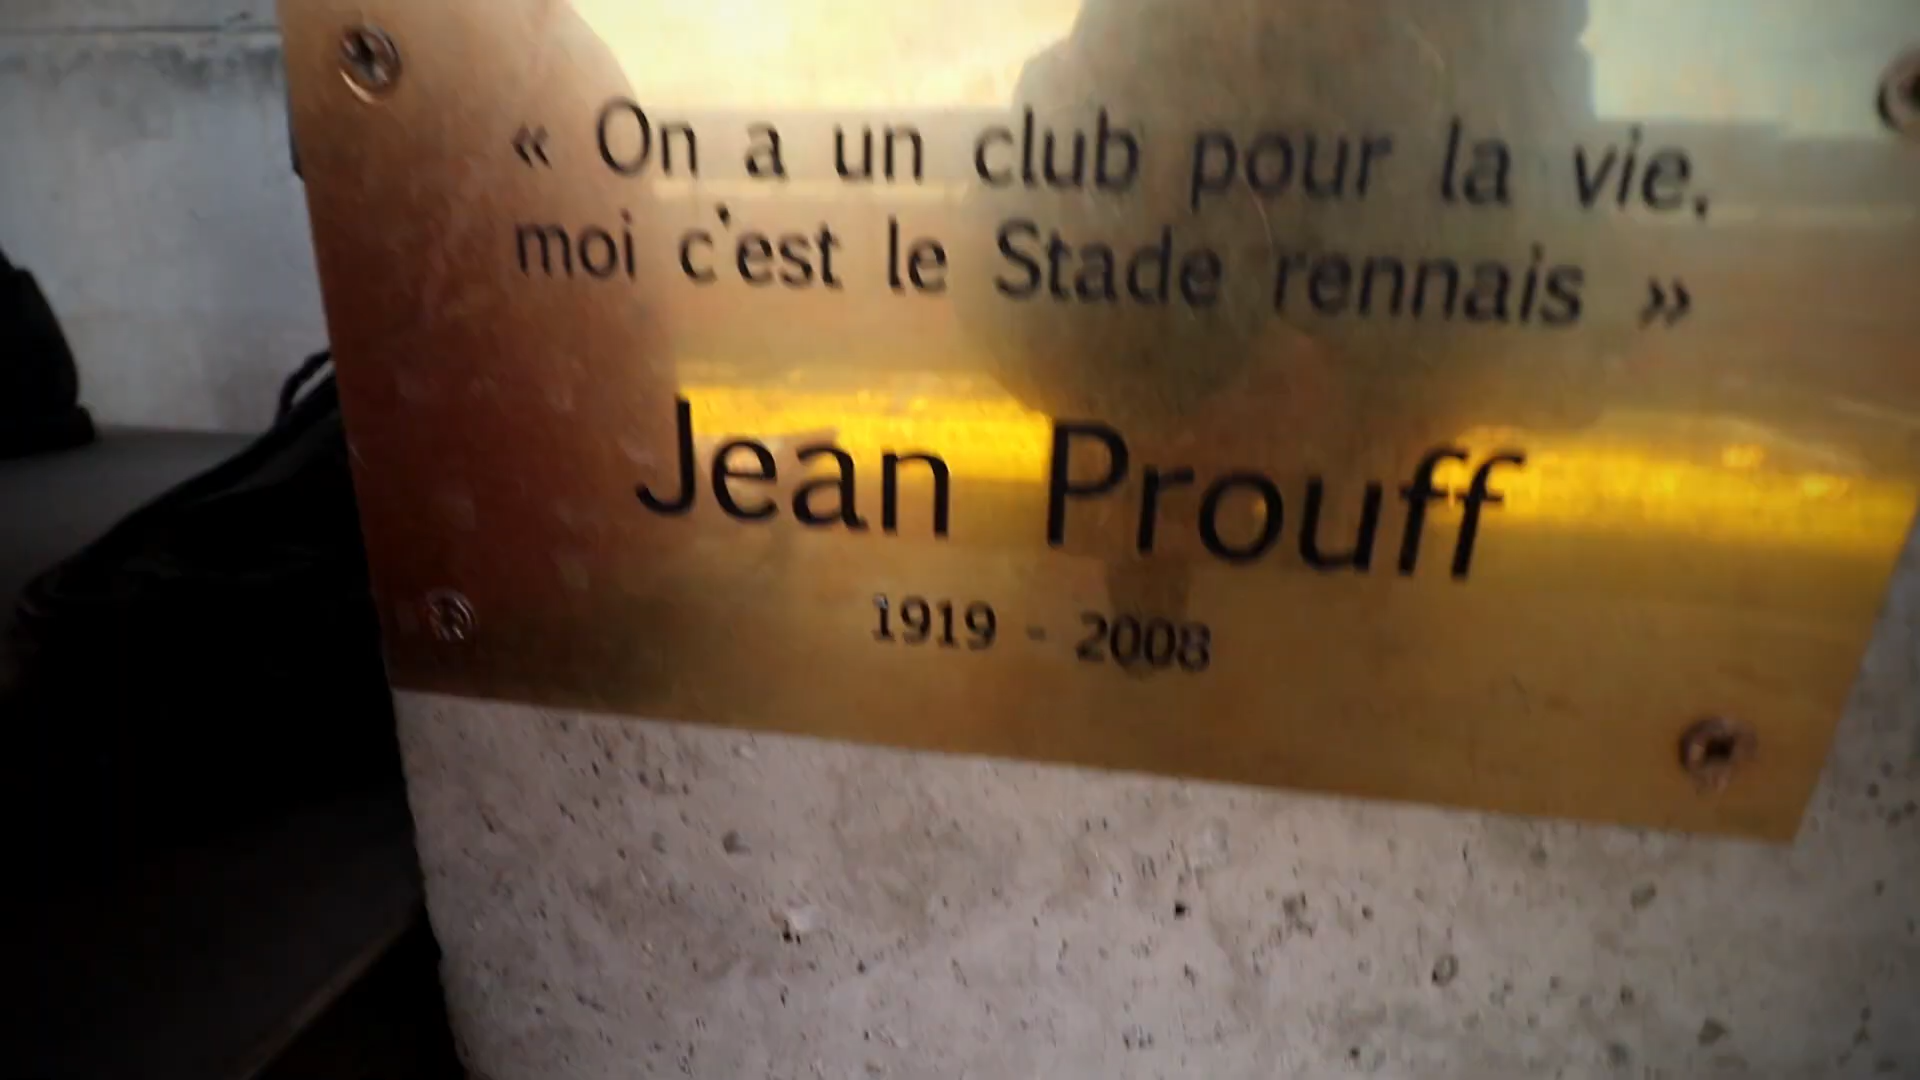 « On a un club pour la vie,
moi c'est le Stade rennais »
Jean Prouff
1919 - 2008